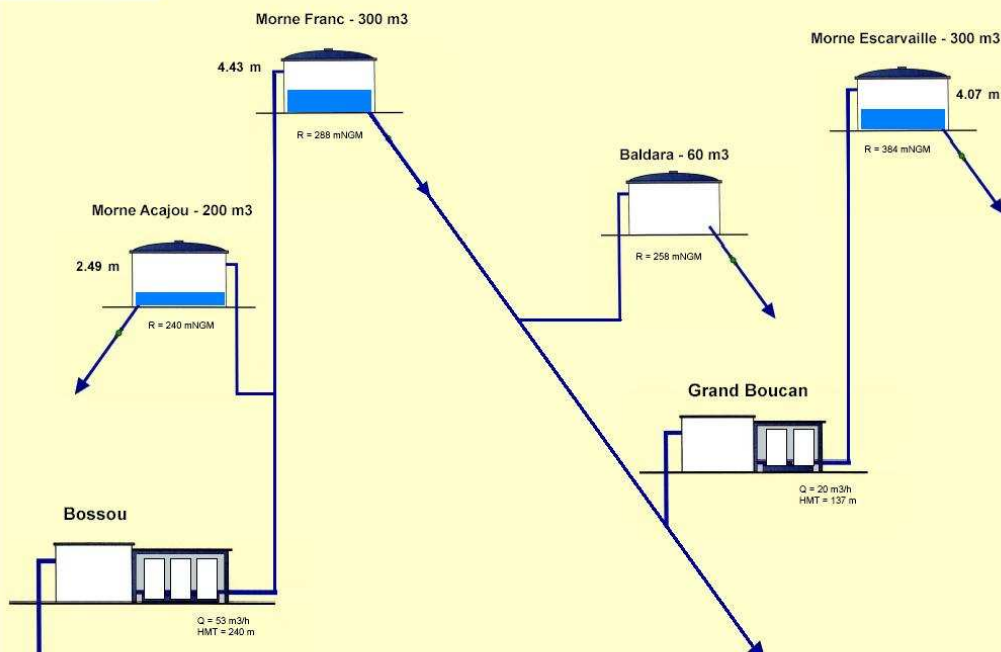 Morne Franc - 300 m3
4.43 m
R = 288 mNGM
Morne Escarvaille - 300 m3
4.07 m
R = 384 mNGM
Baldara - 60 m3
R = 258 mNGM
Morne Acajou - 200 m3
2.49 m
R = 240 mNGM
Grand Boucan
Q = 20 m3/h
HMT = 137 m
Bossou
Q = 53 m3/h
HMT = 240 m